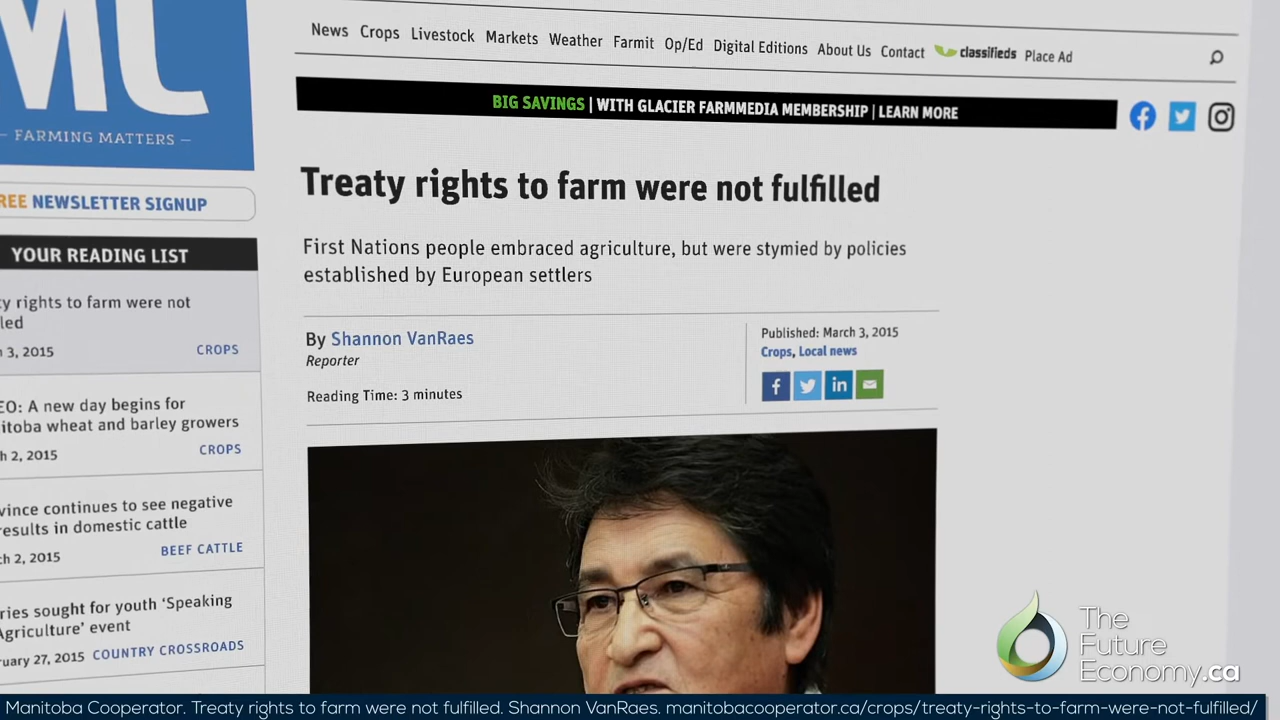 MC
— FARMING MATTERS —
News Crops Livestock Markets Weather Farmit Op/Ed Digital Editions About Us Contact classifieds Place Ad
BIG SAVINGS | WITH GLACIER FARMMEDIA MEMBERSHIP | LEARN MORE
REE NEWSLETTER SIGNUP
YOUR READING LIST
ty rights to farm were not
led
h 3, 2015 CROPS
EO: A new day begins for
itoba wheat and barley growers
h 2, 2015 CROPS
vince continues to see negative
results in domestic cattle
ch 2, 2015 BEEF CATTLE
ries sought for youth ‘Speaking
Agriculture’ event
ruary 27, 2015 COUNTRY CROSSROADS
Treaty rights to farm were not fulfilled
First Nations people embraced agriculture, but were stymied by policies
established by European settlers
By Shannon VanRaes
Reporter
Reading Time: 3 minutes
Published: March 3, 2015
Crops, Local news
The
Future
Economy.ca
Manitoba Cooperator. Treaty rights to farm were not fulfilled. Shannon VanRaes. manitobacooperator.ca/crops/treaty-rights-to-farm-were-not-fulfilled/